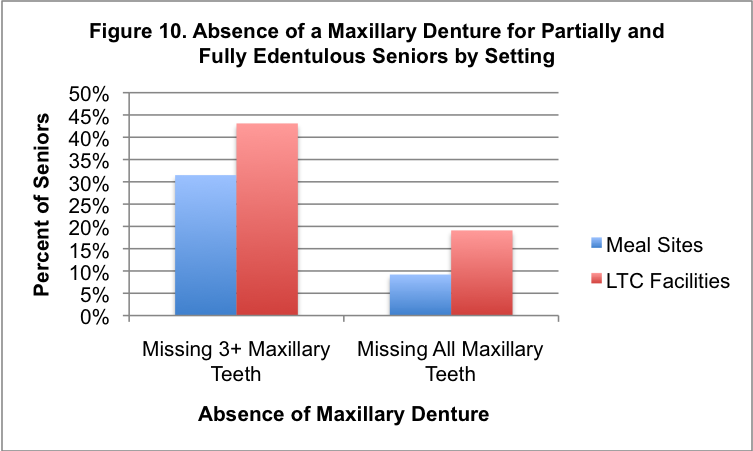 Figure 10. Absence of a Maxillary Denture for Partially and
Fully Edentulous Seniors by Setting
50%
45%
40%
35%
30%
25%
20%
15%
10%
5%
0%
Percent of Seniors
Missing 3+ Maxillary
Teeth
Missing All Maxillary
Teeth
Absence of Maxillary Denture
Meal Sites
LTC Facilities